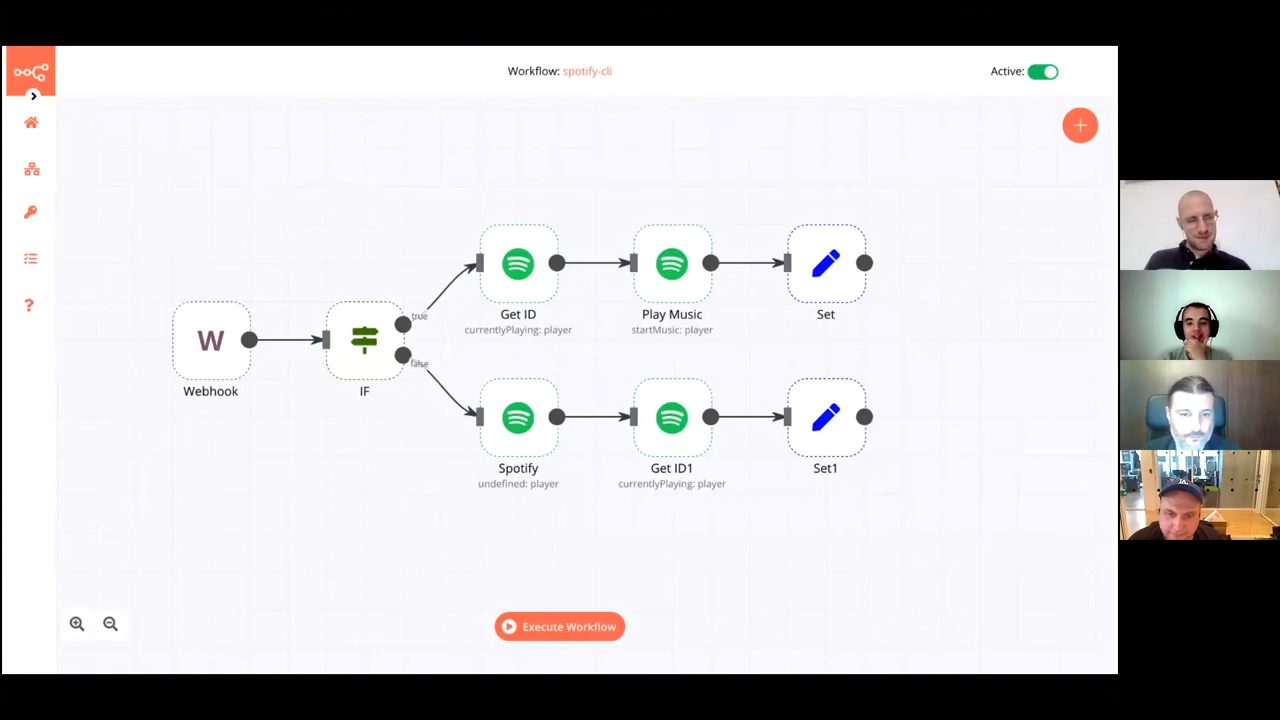 Workflow: spotify-cli
Active:
Get ID
currentlyPlaying: player
Play Music
startMusic: player
Set
true
W
Webhook
IF
false
Spotify
undefined: player
Get ID1
currentlyPlaying: player
Set1
Execute Workflow